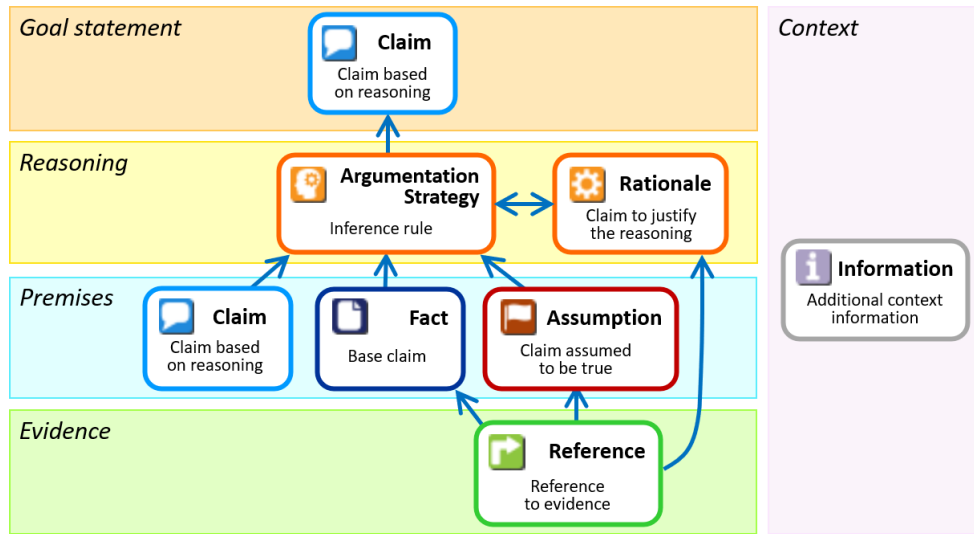 Goal statement
Claim
Claim based
on reasoning
Context
Reasoning
Argumentation
Strategy
Inference rule
Rationale
Claim to justify
the reasoning
Information
Additional context
information
Premises
Claim
Claim based
on reasoning
Fact
Base claim
Assumption
Claim assumed
to be true
Evidence
Reference
Reference
to evidence